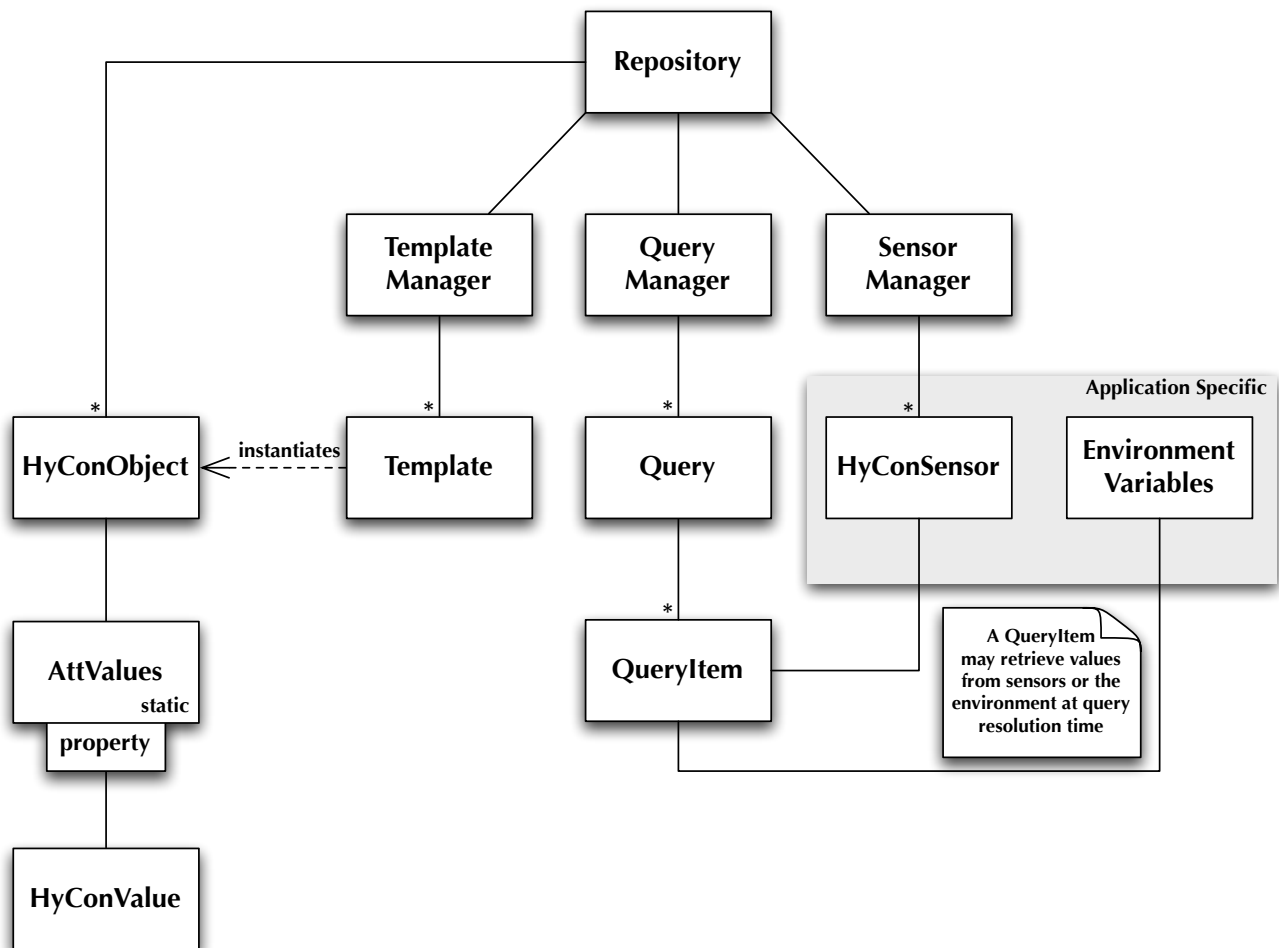 Repository
Template
Manager
Query
Manager
Sensor
Manager
Application Specific
*
*
*
*
HyConObject
instantiates
Template
Query
HyConSensor
Environment
Variables
*
AttValues
static
property
QueryItem
A QueryItem
may retrieve values
from sensors or the
environment at query
resolution time
HyConValue